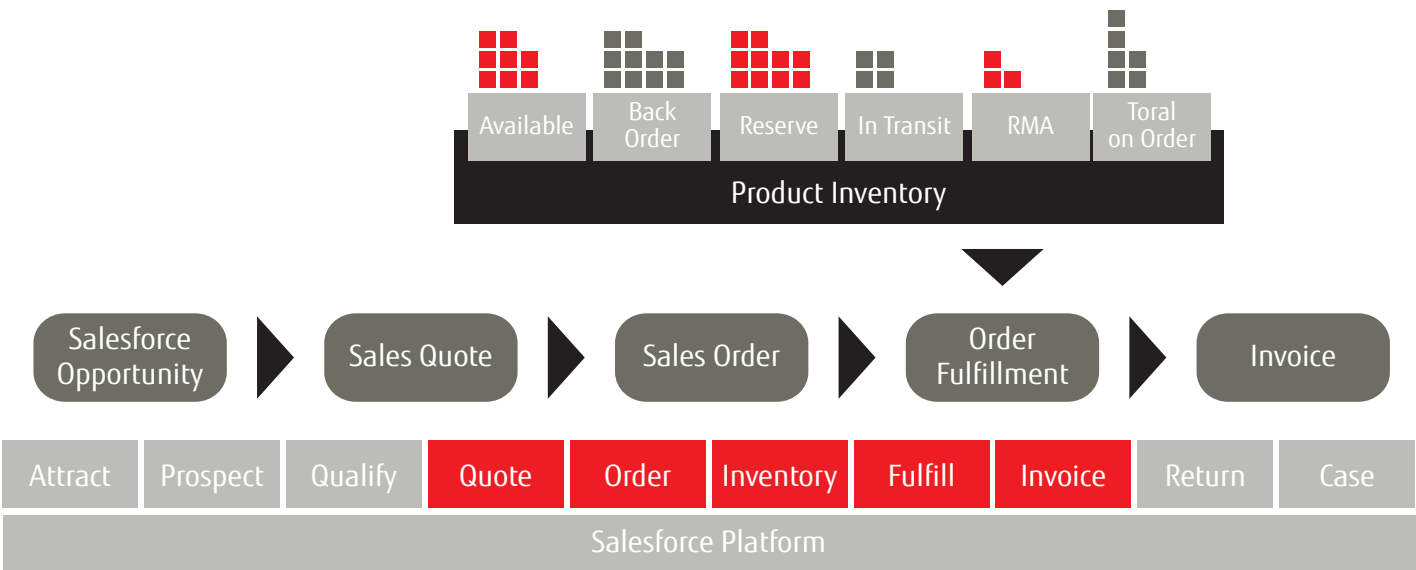 Available
Back
Order
Reserve
In Transit
RMA
Toral
on Order
Product Inventory
Salesforce
Opportunity
Sales Quote
Sales Order
Order
Fulfillment
Invoice
Attract
Prospect
Qualify
Quote
Order
Inventory
Fulfill
Invoice
Return
Case
Salesforce Platform